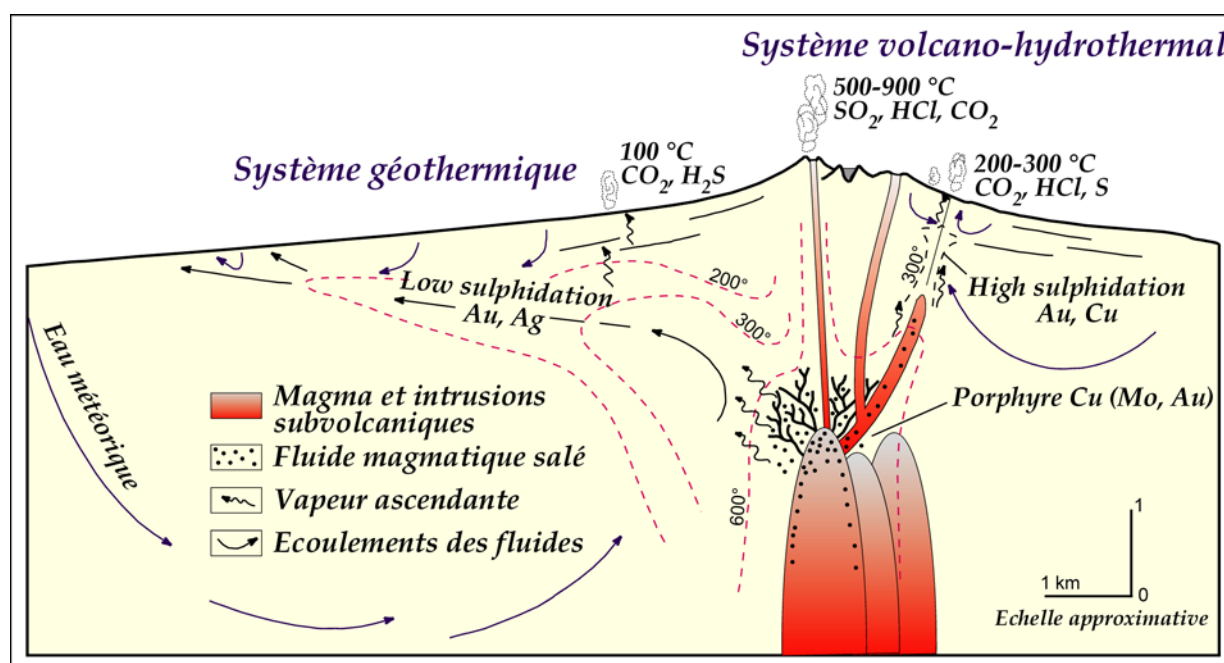 Système volcano-hydrothermal
500-900 °C
SO2, HCl, CO2
Système géothermique
100 °C
CO2, H2S
200-300 °C
CO2, HCl, S
Low sulphidation
Au, Ag
200°
300°
300°
High sulphidation
Au, Cu
Eau météorique
Magma et intrusions
subvolcaniques
Porphyre Cu (Mo, Au)
Fluide magmatique salé
Vapeur ascendante
600°
Ecoulements des fluides
1
1 km
0
Echelle approximative